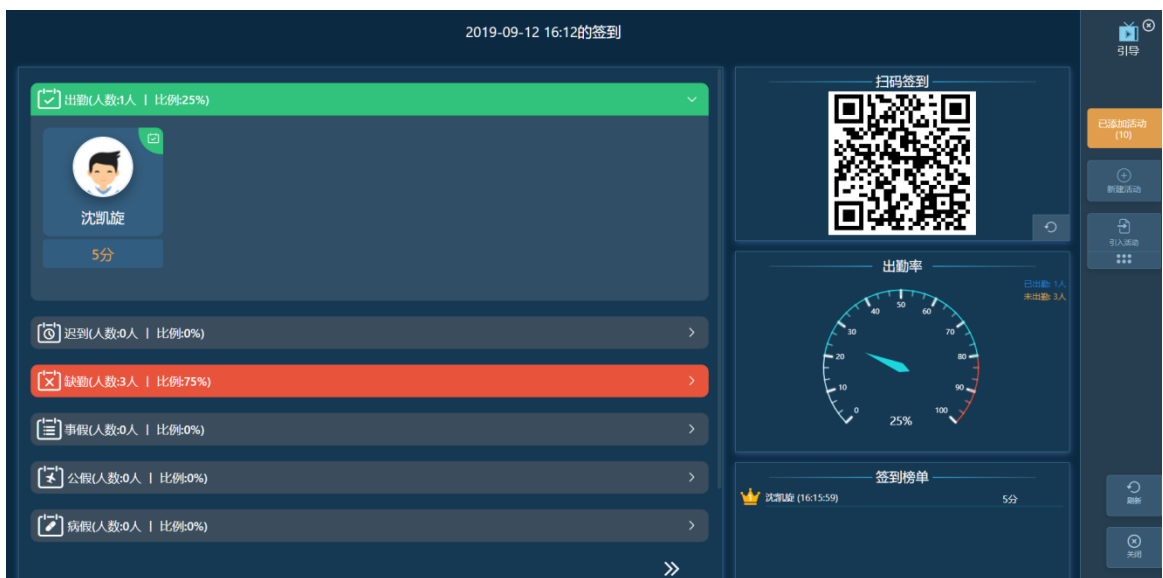 2019-09-12 16:12的签到
引导
出勤(人数:1人 | 比例:25%)
沈凯旋
5分
迟到(人数:0人 | 比例:0%)
缺勤(人数:3人 | 比例:75%)
事假(人数:0人 | 比例:0%)
公假(人数:0人 | 比例:0%)
病假(人数:0人 | 比例:0%)
扫码签到
出勤率
已出勤: 1人
未出勤: 3人
0
10
20
30
40
50
60
70
80
90
100
25%
签到榜单
沈凯旋 (16:15:59)
5分
已添加活动
(10)
新建活动
引入活动
刷新
关闭